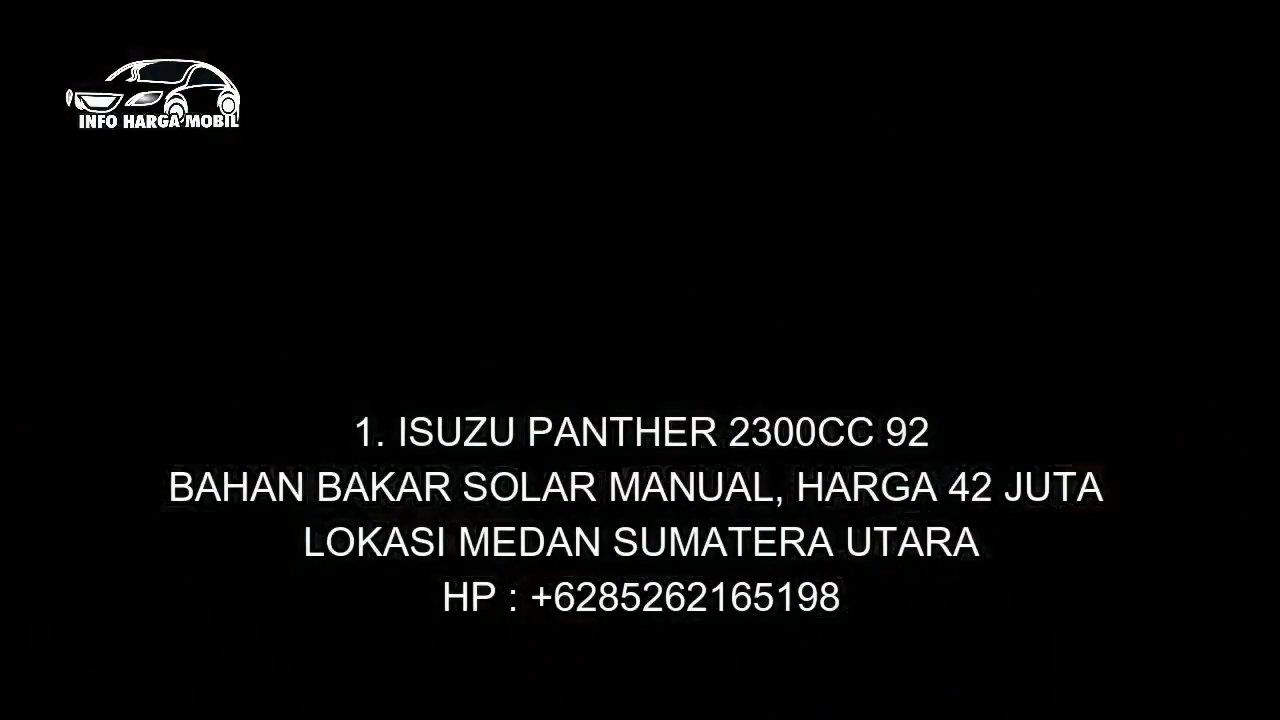 INFO HARGA MOBIL
1. ISUZU PANTHER 2300CC 92
BAHAN BAKAR SOLAR MANUAL, HARGA 42 JUTA
LOKASI MEDAN SUMATERA UTARA
HP : +6285262165198